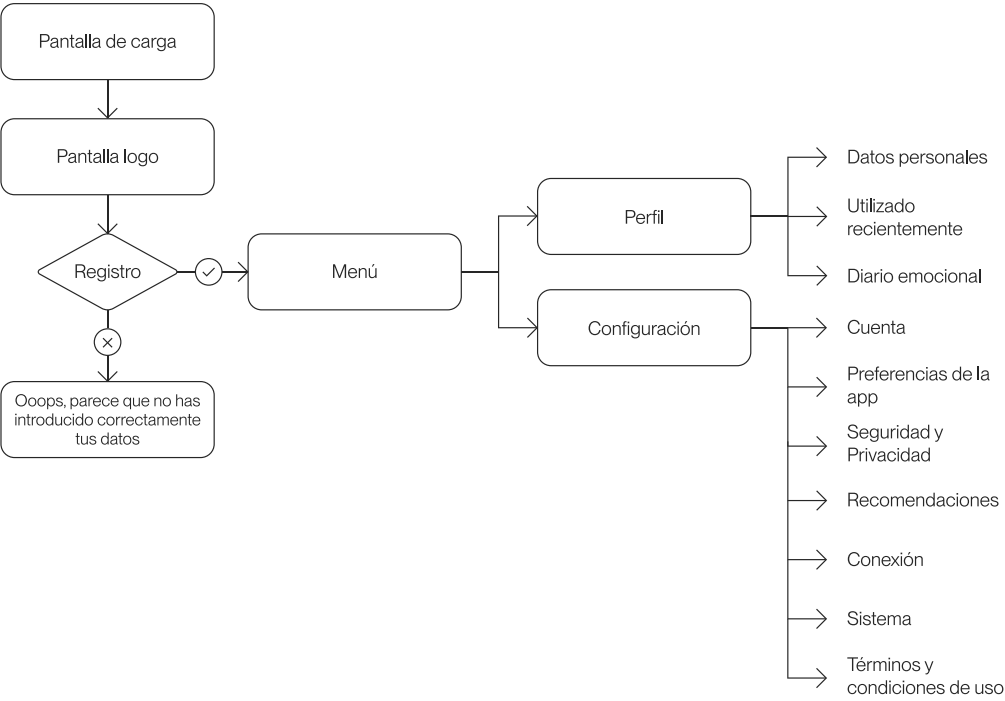 Pantalla de carga
Pantalla logo
Registro
Ooops, parece que no has
introducido correctamente
tus datos
Menú
Perfil
Configuración
Datos personales
Utilizado
recientemente
Diario emocional
Cuenta
Preferencias de la
app
Seguridad y
Privacidad
Recomendaciones
Conexión
Sistema
Términos y
condiciones de uso